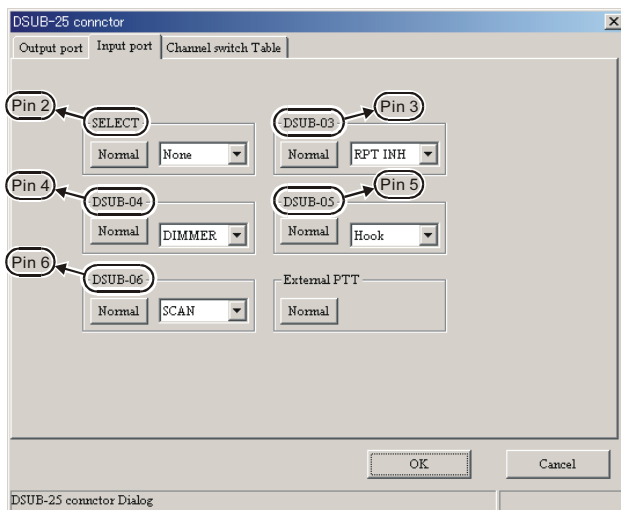 DSUB-25 connctor
Output port Input port Channel switch Table
Pin 2 Pin 3
SELECT DSUB-03
Normal None Normal RPT INH
Pin 4 Pin 5
DSUB-04 DSUB-05
Normal DIMMER Normal Hook
Pin 6
DSUB-06 External PTT
Normal SCAN Normal
OK Cancel
DSUB-25 connctor Dialog